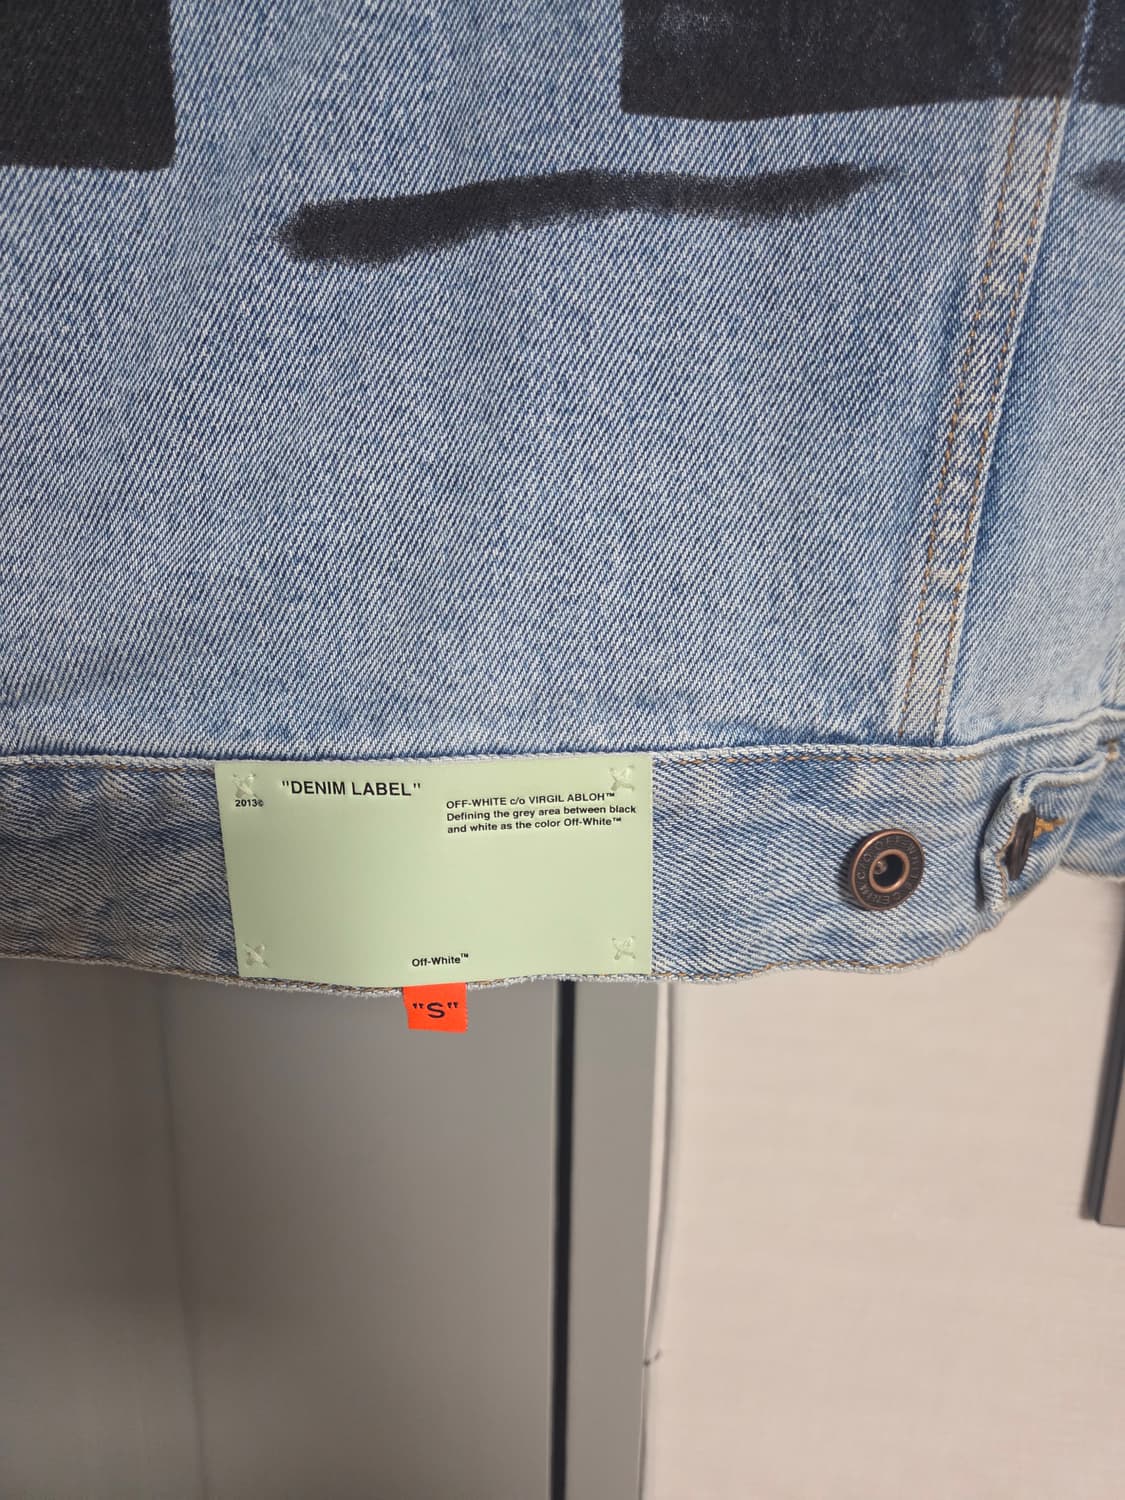 "DENIM LABEL"
2013©
OFF-WHITE c/o VIRGIL ABLOH™
Defining the grey area between black
and white as the color Off-White™
Off-White™
"S"